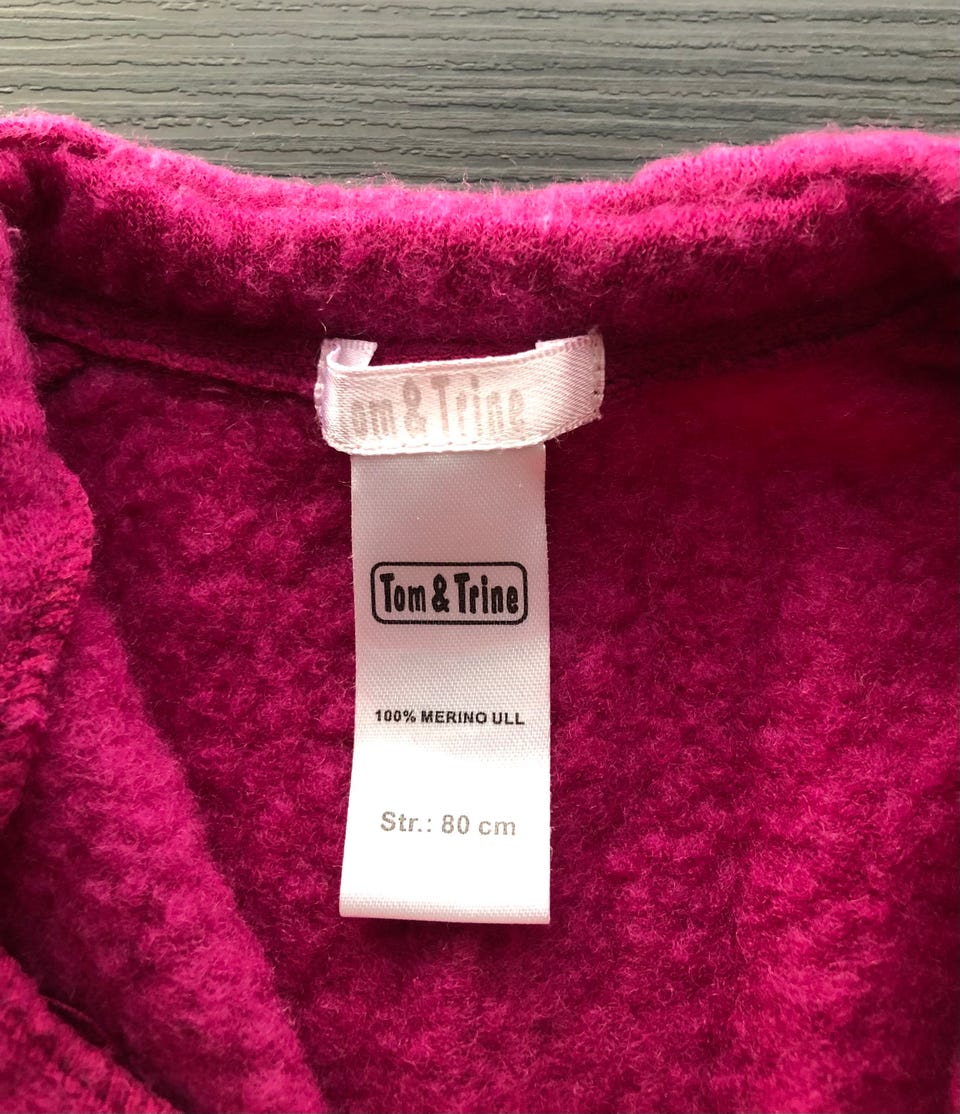 om & Trine
Tom & Trine
100% MERINO ULL
Str.: 80 cm